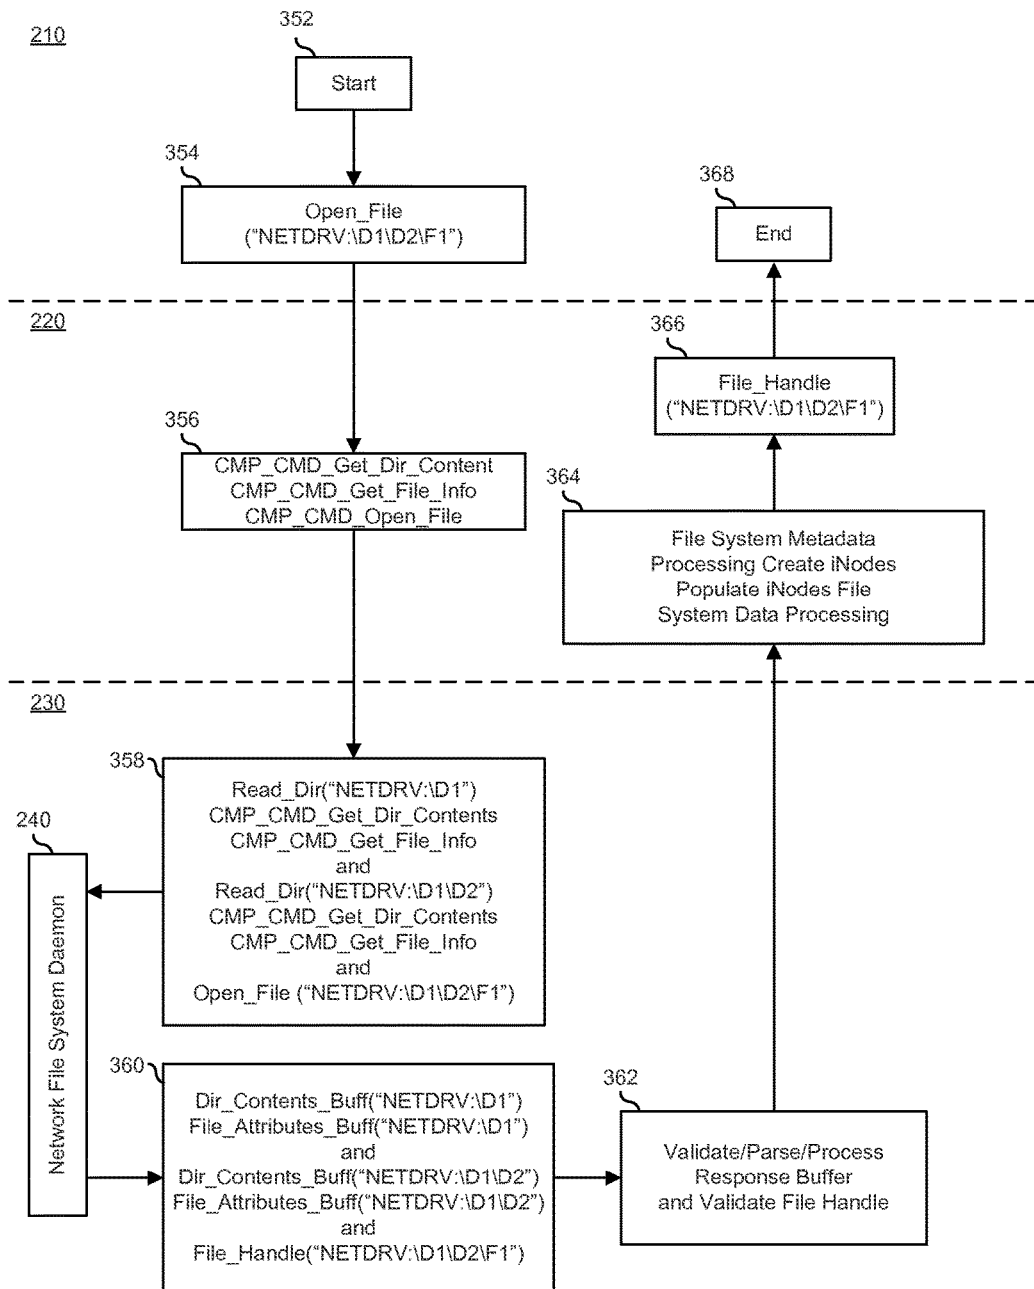 210
352
Start
354
Open_File
("NETDRV:\D1\D2\F1")
368
End
220
366
File_Handle
("NETDRV:\D1\D2\F1")
356
CMP_CMD_Get_Dir_Content
CMP_CMD_Get_File_Info
CMP_CMD_Open_File
364
File System Metadata
Processing Create iNodes
Populate iNodes File
System Data Processing
230
358
Read_Dir("NETDRV:\D1")
CMP_CMD_Get_Dir_Contents
CMP_CMD_Get_File_Info
and
Read_Dir("NETDRV:\D1\D2")
CMP_CMD_Get_Dir_Contents
CMP_CMD_Get_File_Info
and
Open_File ("NETDRV:\D1\D2\F1")
240
Network File System Daemon
360
Dir_Contents_Buff("NETDRV:\D1")
File_Attributes_Buff("NETDRV:\D1")
and
Dir_Contents_Buff("NETDRV:\D1\D2")
File_Attributes_Buff("NETDRV:\D1\D2")
and
File_Handle("NETDRV:\D1\D2\F1")
362
Validate/Parse/Process
Response Buffer
and Validate File Handle